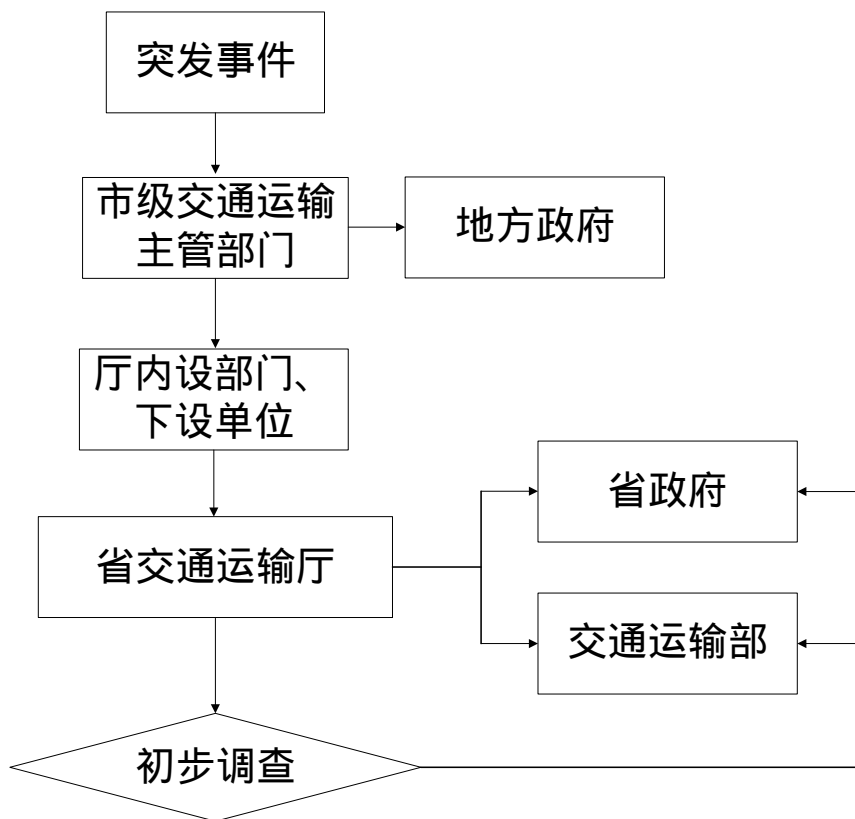 突发事件
市级交通运输
主管部门
地方政府
厅内设部门、
下设单位
省政府
省交通运输厅
交通运输部
初步调查